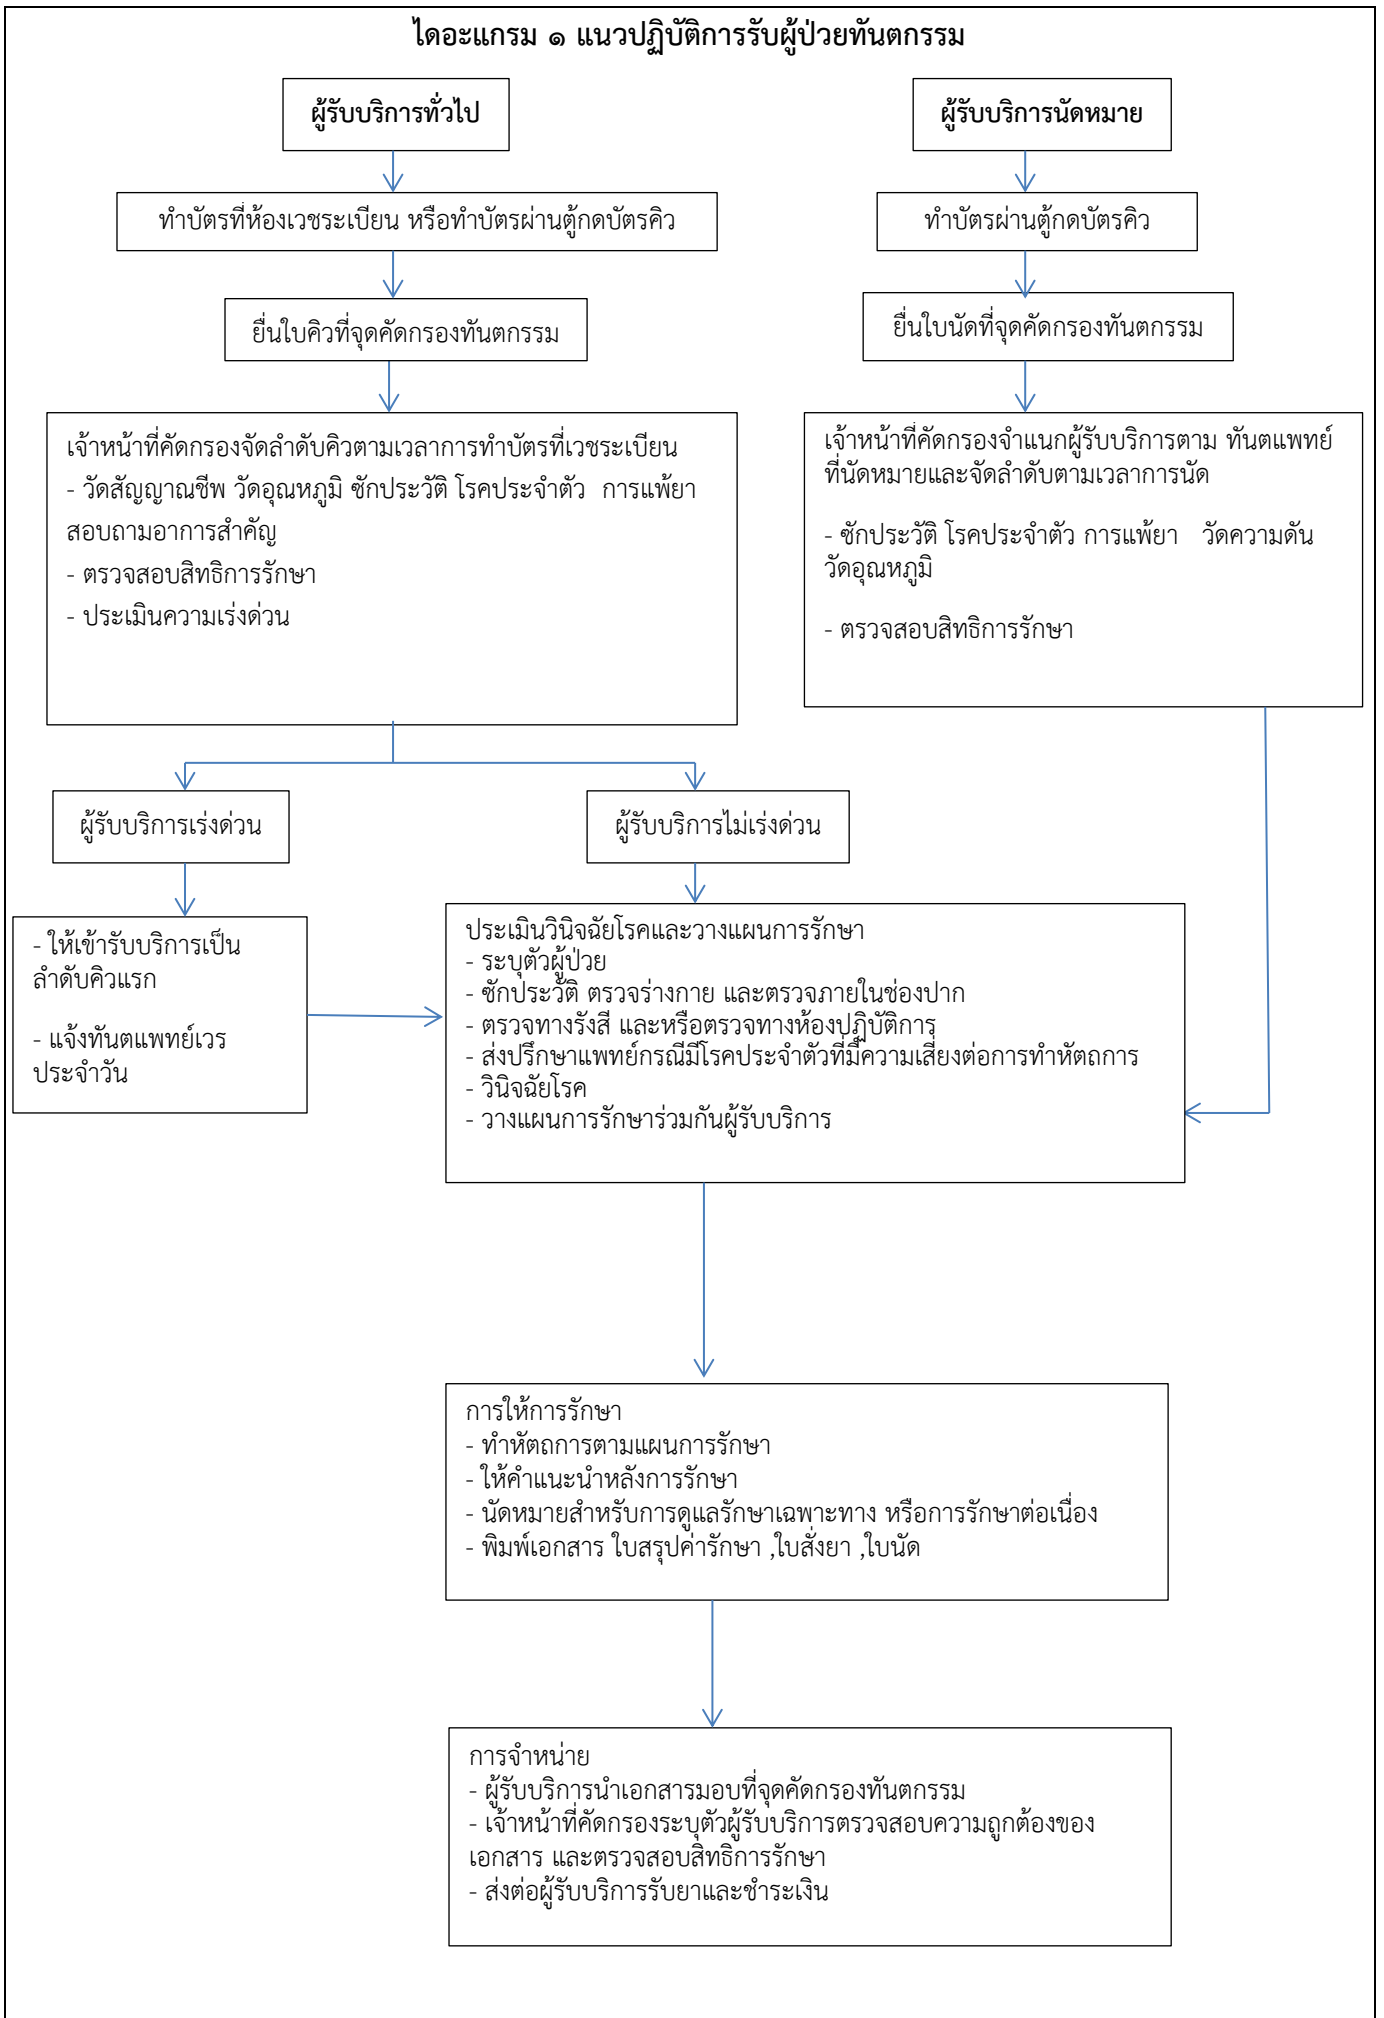 ไดอะแกรม ๑ แนวปฏิบัติการรับผู้ป่วยทันตกรรม
ผู้รับบริการทั่วไป
ผู้รับบริการนัดหมาย
ทำบัตรที่ห้องเวชระเบียน หรือทำบัตรผ่านตู้กดบัตรคิว
ทำบัตรผ่านตู้กดบัตรคิว
ยื่นใบคิวที่จุดคัดกรองทันตกรรม
ยื่นใบนัดที่จุดคัดกรองทันตกรรม
เจ้าหน้าที่คัดกรองจัดลำดับคิวตามเวลาการทำบัตรที่เวชระเบียน
- วัดสัญญาณชีพ วัดอุณหภูมิ ซักประวัติ โรคประจำตัว การแพ้ยา
สอบถามอาการสำคัญ
- ตรวจสอบสิทธิการรักษา
- ประเมินความเร่งด่วน
เจ้าหน้าที่คัดกรองจำแนกผู้รับบริการตาม ทันตแพทย์
ที่นัดหมายและจัดลำดับตามเวลาการนัด
- ซักประวัติ โรคประจำตัว การแพ้ยา วัดความดัน
วัดอุณหภูมิ
- ตรวจสอบสิทธิการรักษา
ผู้รับบริการเร่งด่วน
ผู้รับบริการไม่เร่งด่วน
- ให้เข้ารับบริการเป็น
ลำดับคิวแรก
- แจ้งทันตแพทย์เวร
ประจำวัน
ประเมินวินิจฉัยโรคและวางแผนการรักษา
- ระบุตัวผู้ป่วย
- ซักประวัติ ตรวจร่างกาย และตรวจภายในช่องปาก
- ตรวจทางรังสี และหรือตรวจทางห้องปฏิบัติการ
- ส่งปรึกษาแพทย์กรณีมีโรคประจำตัวที่มีความเสี่ยงต่อการทำหัตถการ
- วินิจฉัยโรค
- วางแผนการรักษาร่วมกันผู้รับบริการ
การให้การรักษา
- ทำหัตถการตามแผนการรักษา
- ให้คำแนะนำหลังการรักษา
- นัดหมายสำหรับการดูแลรักษาเฉพาะทาง หรือการรักษาต่อเนื่อง
- พิมพ์เอกสาร ใบสรุปค่ารักษา ,ใบสั่งยา ,ใบนัด
การจำหน่าย
- ผู้รับบริการนำเอกสารมอบที่จุดคัดกรองทันตกรรม
- เจ้าหน้าที่คัดกรองระบุตัวผู้รับบริการตรวจสอบความถูกต้องของ
เอกสาร และตรวจสอบสิทธิการรักษา
- ส่งต่อผู้รับบริการรับยาและชำระเงิน